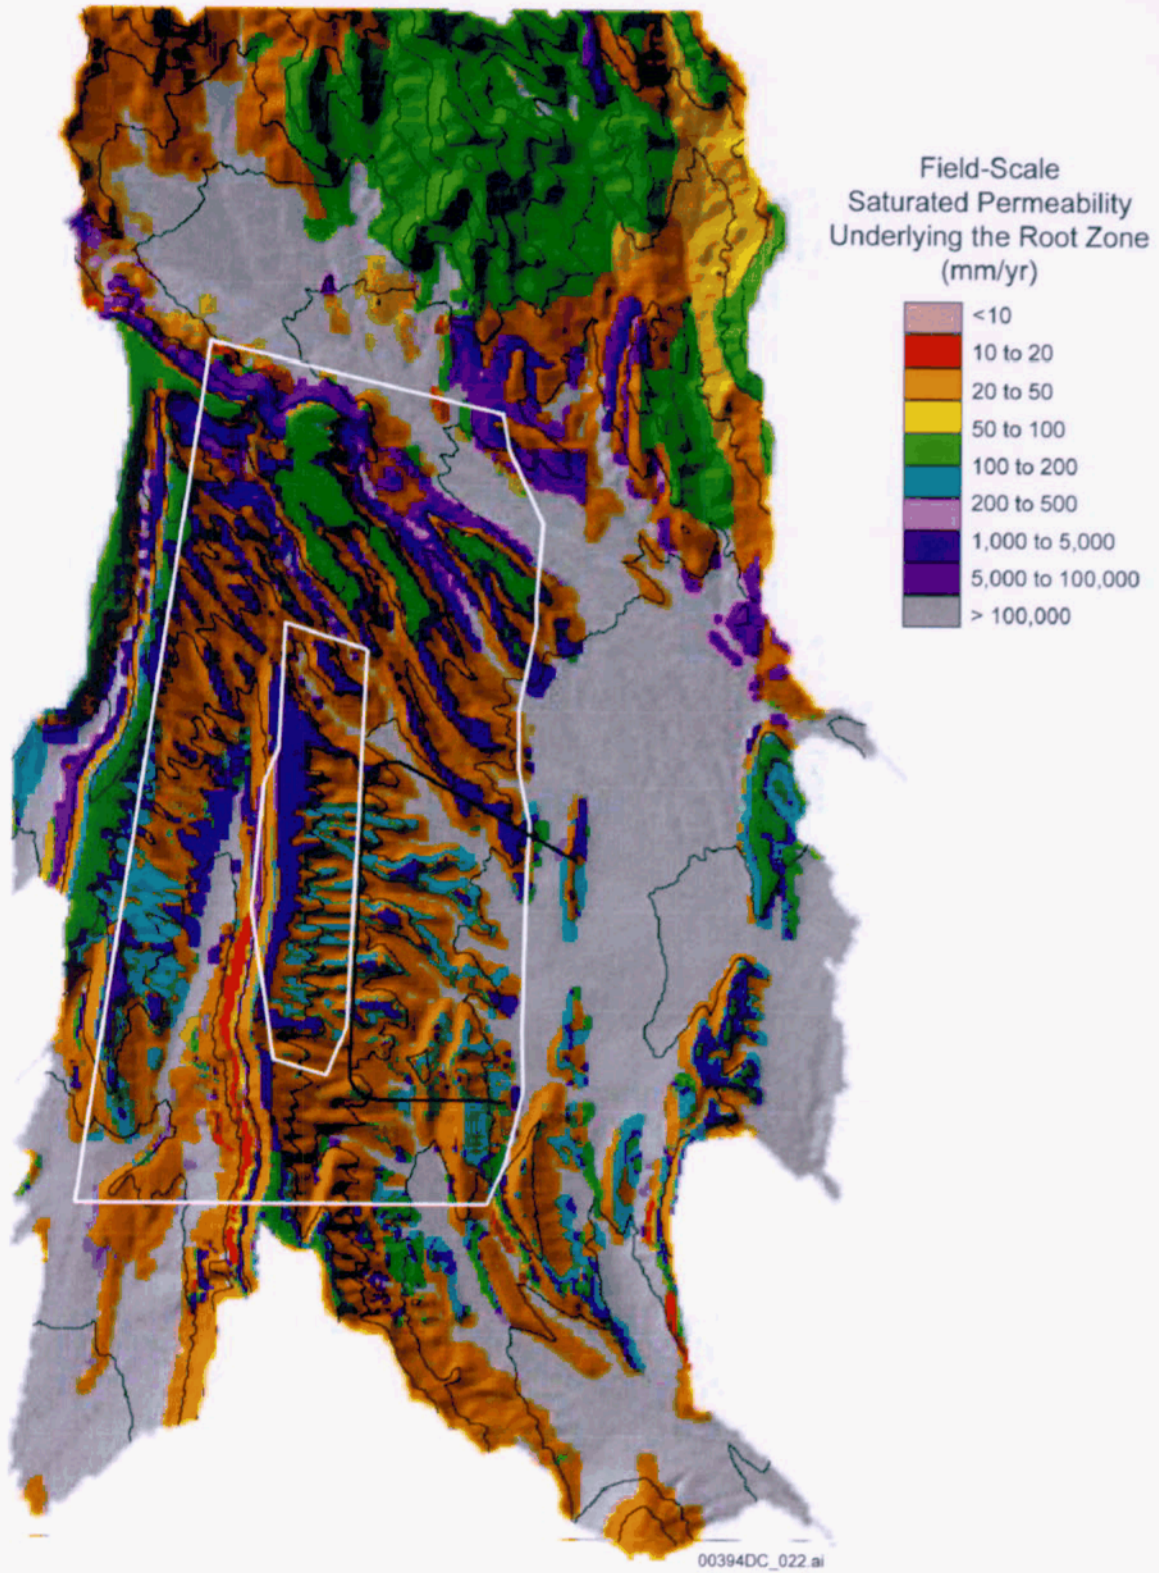 Field-Scale
Saturated Permeability
Underlying the Root Zone
(mm/yr)
<10
10 to 20
20 to 50
50 to 100
100 to 200
200 to 500
1,000 to 5,000
5,000 to 100,000
> 100,000
00394DC_022.ai